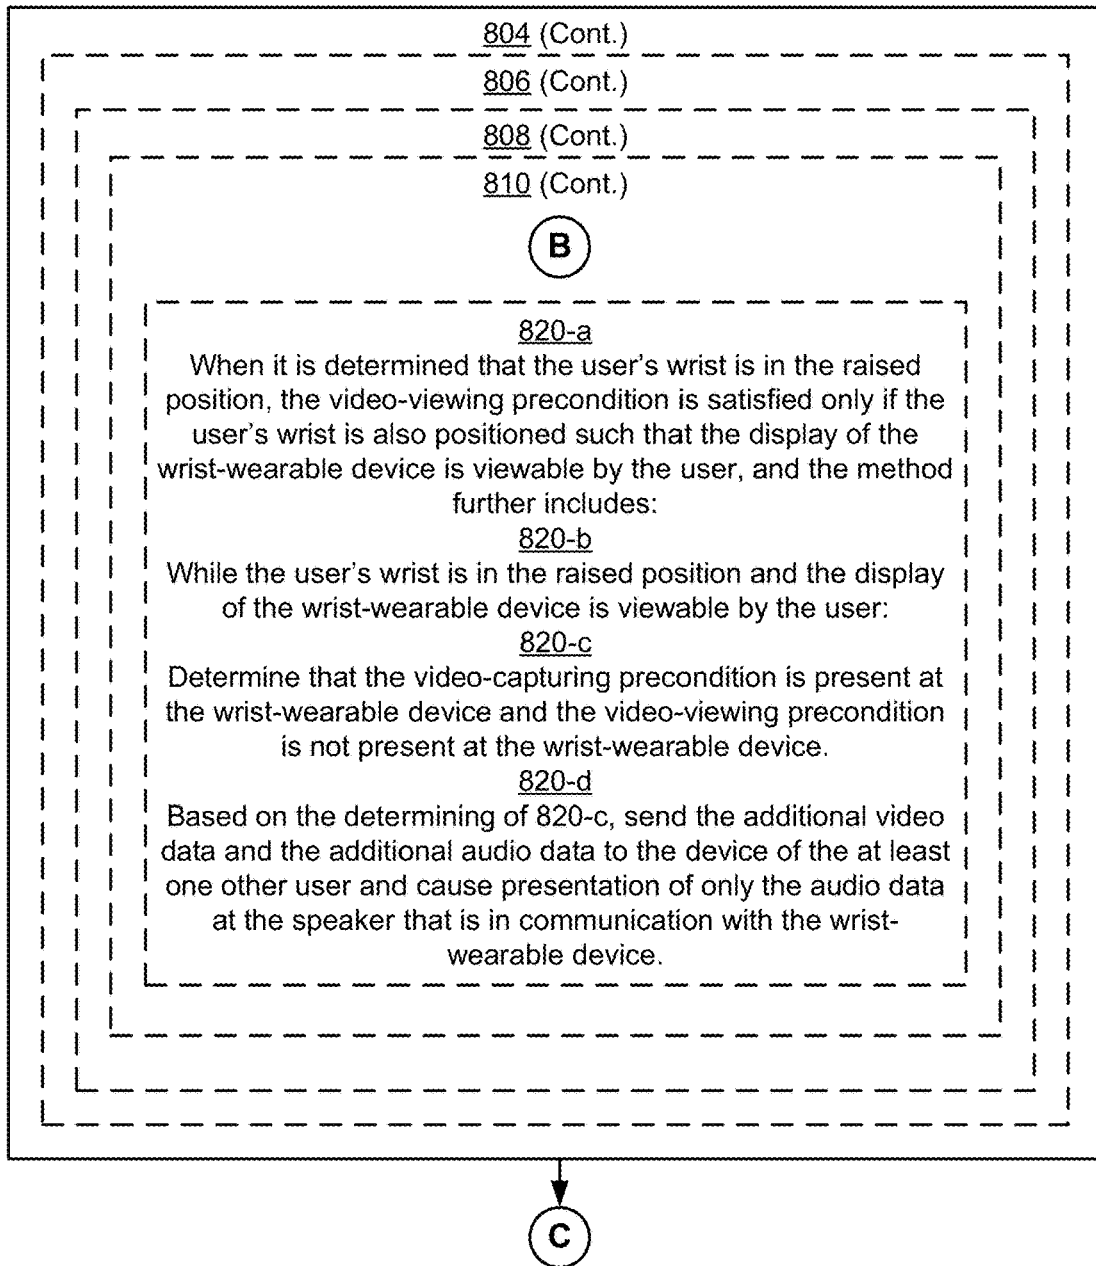 804 (Cont.)
806 (Cont.)
808 (Cont.)
810 (Cont.)
B
820-a
When it is determined that the user's wrist is in the raised
position, the video-viewing precondition is satisfied only if the
user's wrist is also positioned such that the display of the
wrist-wearable device is viewable by the user, and the method
further includes:
820-b
While the user's wrist is in the raised position and the display
of the wrist-wearable device is viewable by the user:
820-c
Determine that the video-capturing precondition is present at
the wrist-wearable device and the video-viewing precondition
is not present at the wrist-wearable device.
820-d
Based on the determining of 820-c, send the additional video
data and the additional audio data to the device of the at least
one other user and cause presentation of only the audio data
at the speaker that is in communication with the wrist-
wearable device.
C